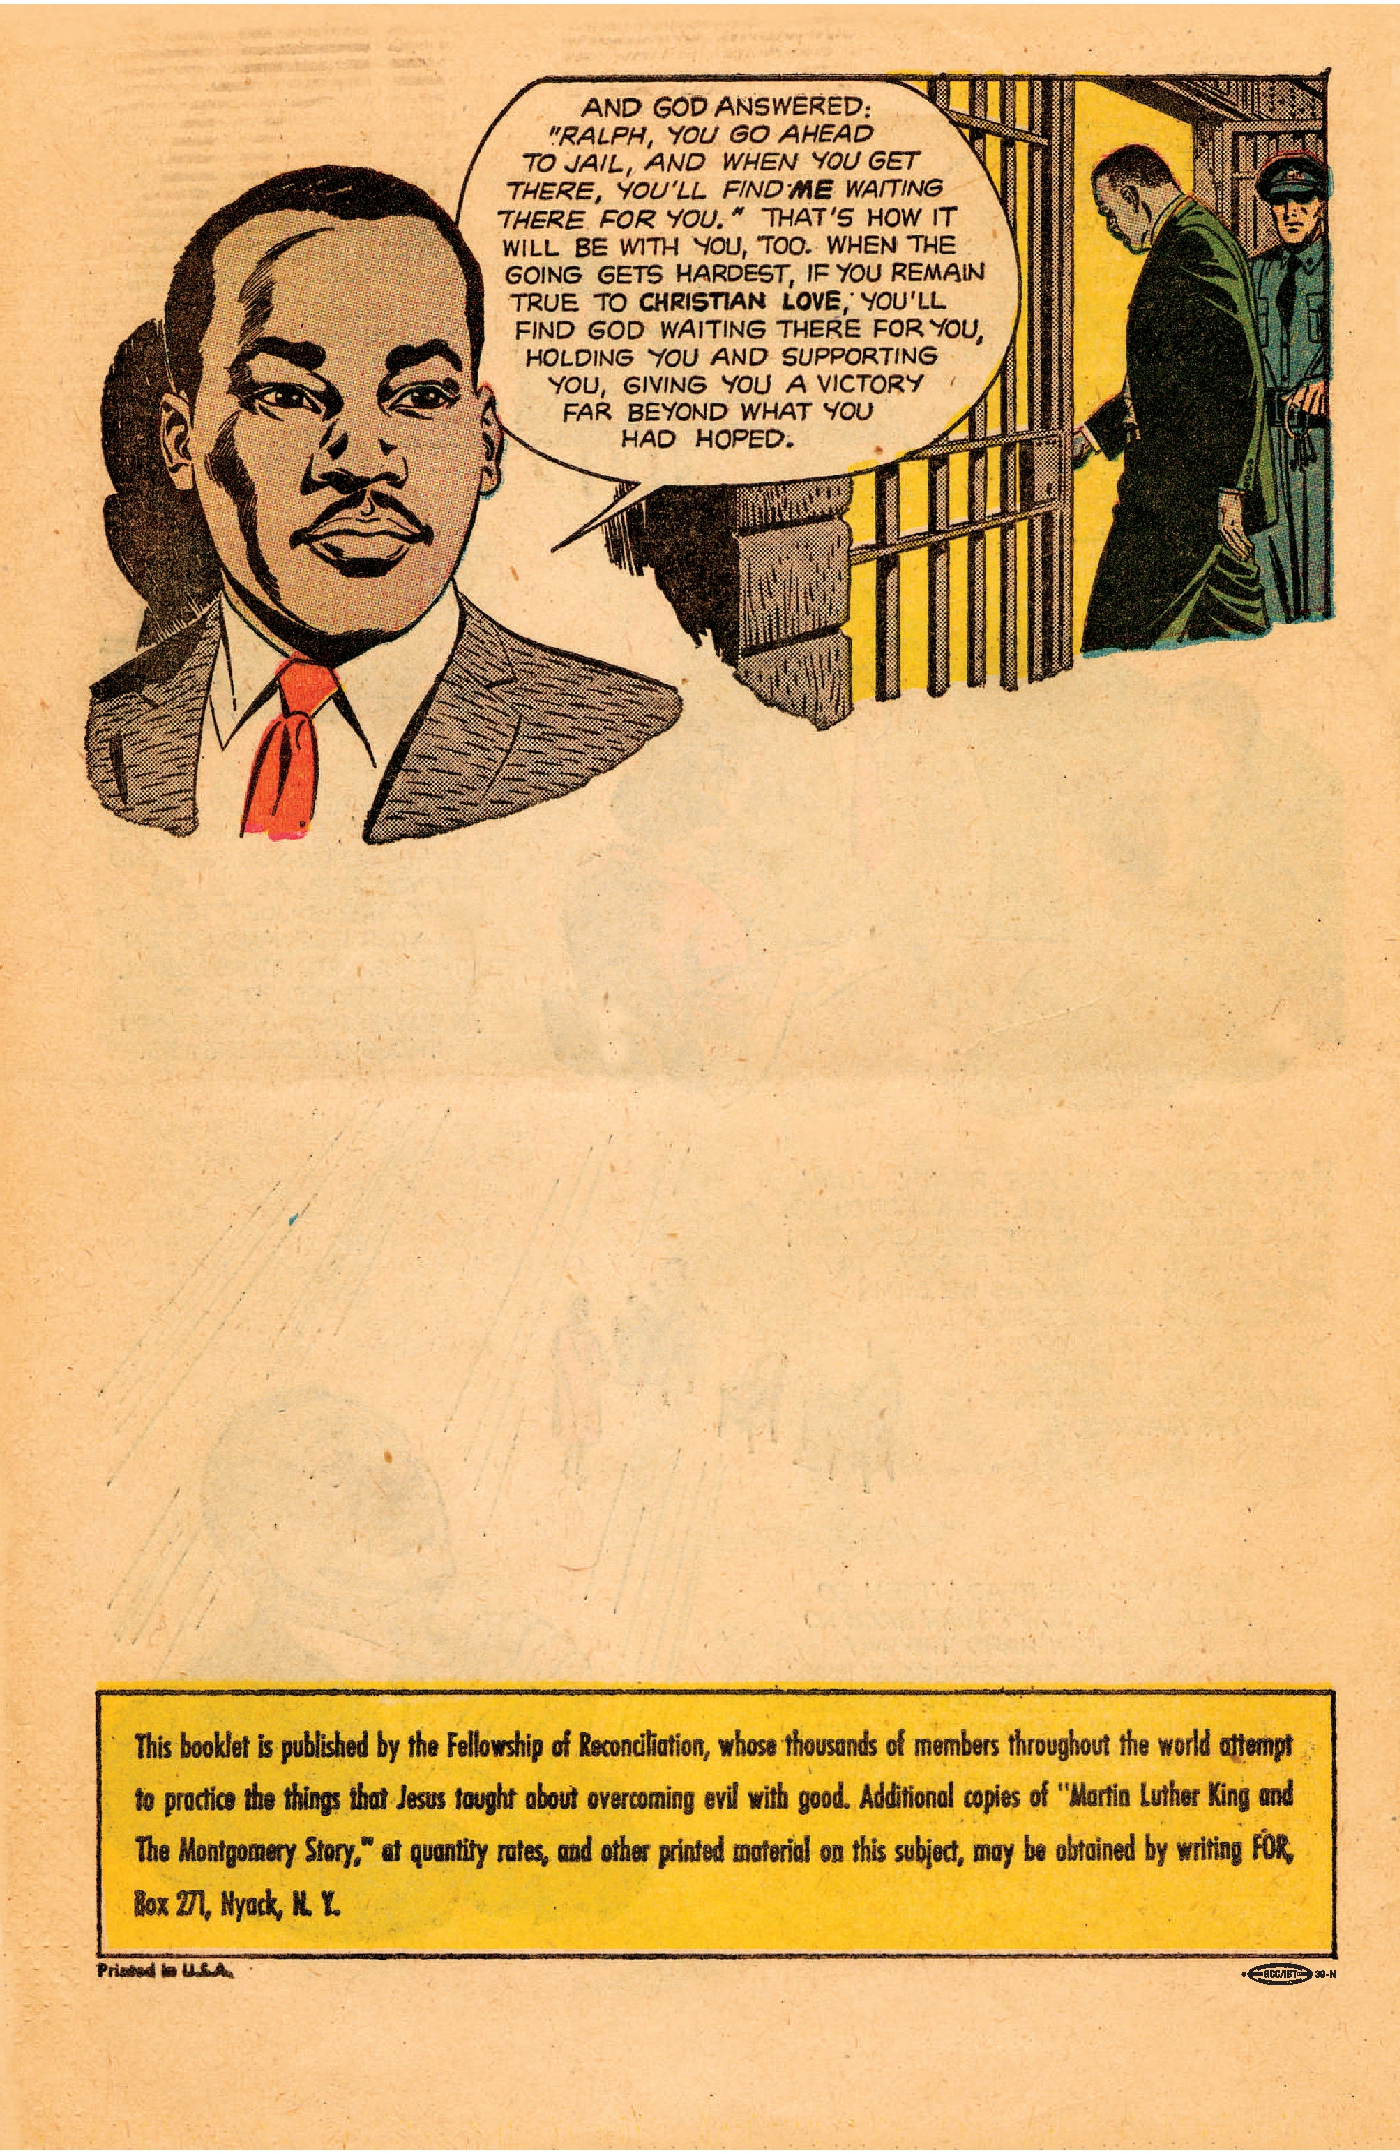 AND GOD ANSWERED:
"RALPH, YOU GO AHEAD
TO JAIL, AND WHEN YOU GET
THERE, YOU'LL FIND ME WAITING
THERE FOR YOU." THAT'S HOW IT
WILL BE WITH YOU, TOO. WHEN THE
GOING GETS HARDEST, IF YOU REMAIN
TRUE TO CHRISTIAN LOVE, YOU'LL
FIND GOD WAITING THERE FOR YOU,
HOLDING YOU AND SUPPORTING
YOU, GIVING YOU A VICTORY
FAR BEYOND WHAT YOU
HAD HOPED.
This booklet is published by the Fellowship of Reconciliation, whose thousands of members throughout the world attempt
to practice the things that Jesus taught about overcoming evil with good. Additional copies of "Martin Luther King and
The Montgomery Story," at quantity rates, and other printed material on this subject, may be obtained by writing FOR,
Box 271, Nyack, N. Y.
Printed in U.S.A.
30-N